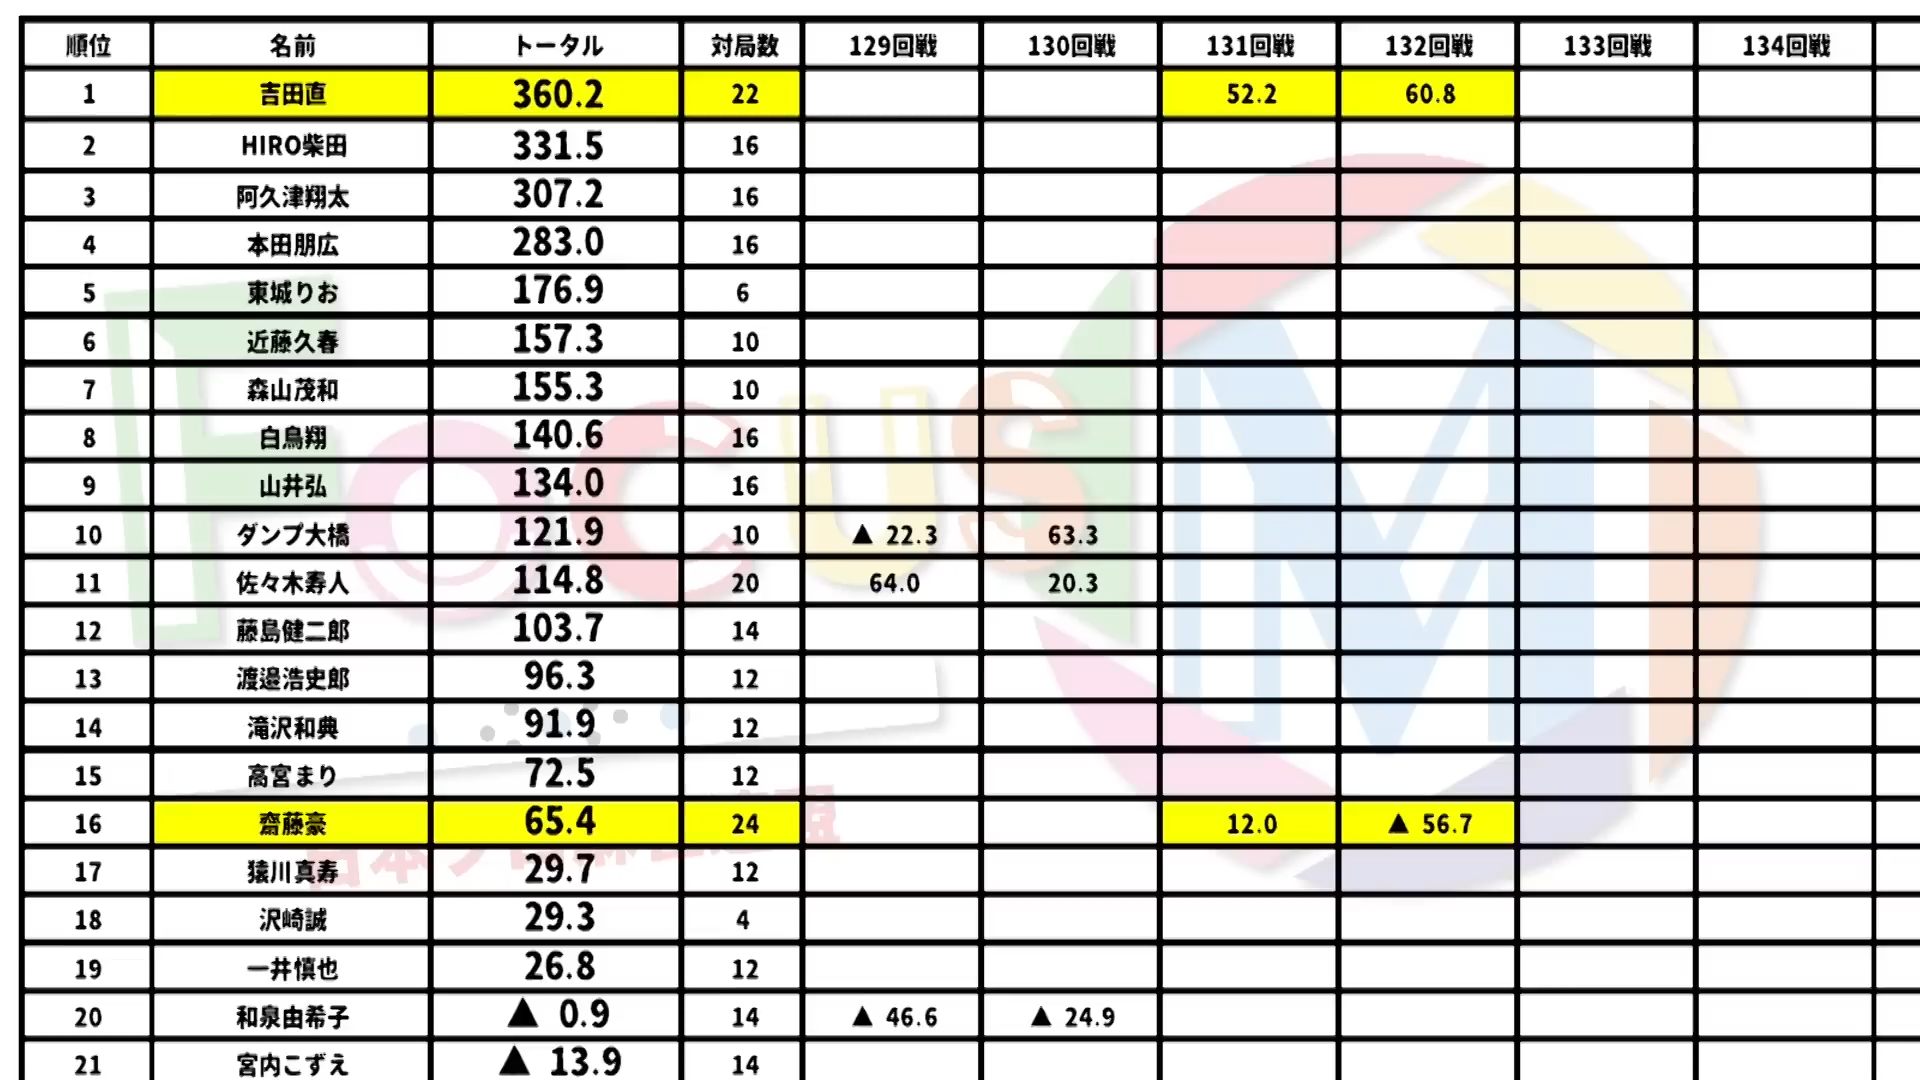 順位 名前 トータル 対局数 129回戦 130回戦 131回戦 132回戦 133回戦 134回戦
1 吉田直 360.2 22 52.2 60.8
2 HIRO柴田 331.5 16
3 阿久津翔太 307.2 16
4 本田朋広 283.0 16
5 東城りお 176.9 6
6 近藤久春 157.3 10
7 森山茂和 155.3 10
8 白鳥翔 140.6 16
9 山井弘 134.0 16
10 ダンプ大橋 121.9 10 ▲ 22.3 63.3
11 佐々木寿人 114.8 20 64.0 20.3
12 藤島健二郎 103.7 14
13 渡邉浩史郎 96.3 12
14 滝沢和典 91.9 12
15 高宮まり 72.5 12
16 齋藤豪 65.4 24 12.0 ▲ 56.7
17 猿川真寿 29.7 12
18 沢崎誠 29.3 4
19 一井慎也 26.8 12
20 和泉由希子 ▲ 0.9 14 ▲ 46.6 ▲ 24.9
21 宮内こずえ ▲ 13.9 14
Focus M